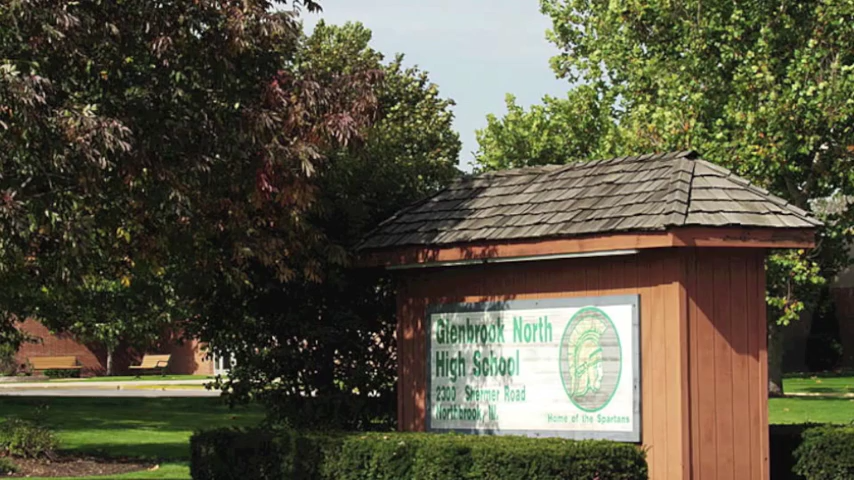 Glenbrook North
High School
2300 Shermer Road
Northbrook, Il.
Home of the Spartans